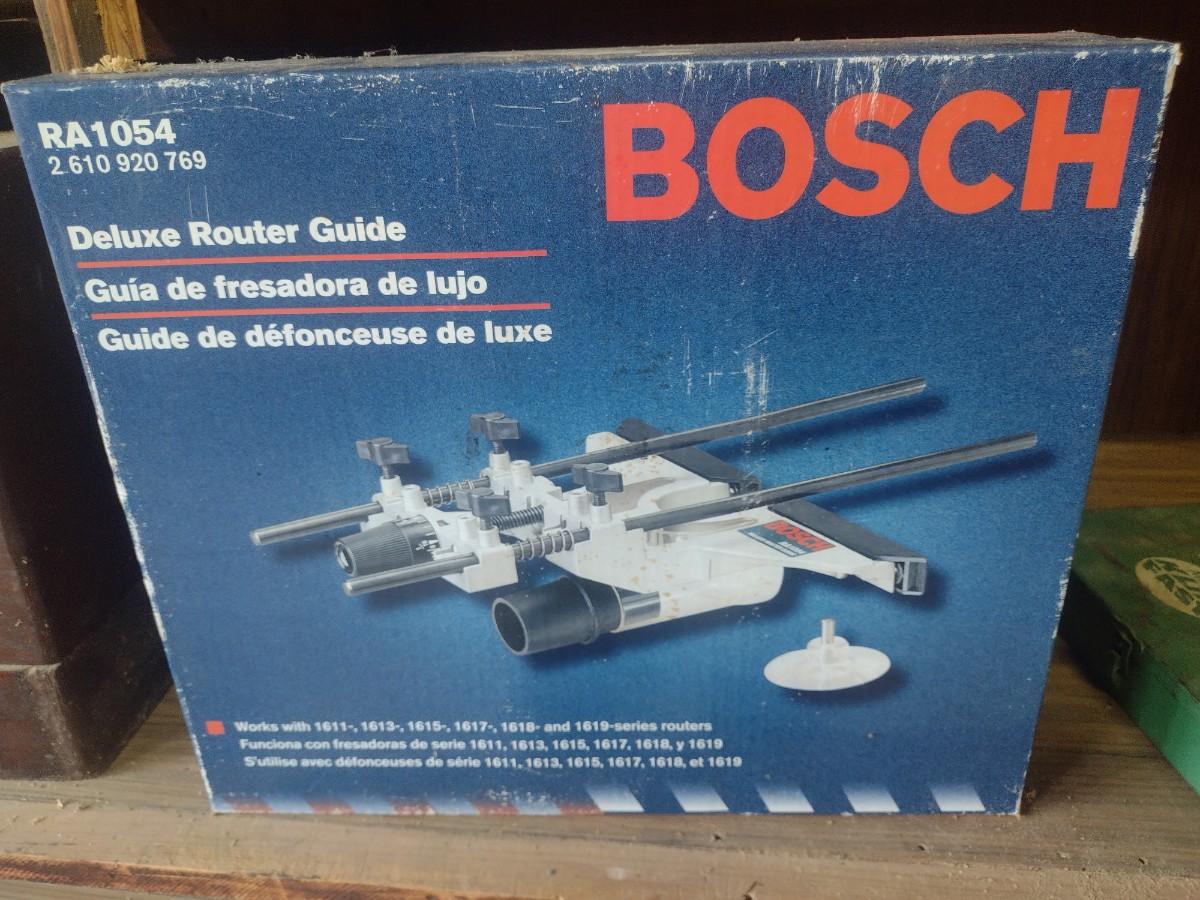 RA1054
2 610 920 769
BOSCH
Deluxe Router Guide
Guía de fresadora de lujo
Guide de défonceuse de luxe
BOSCH
Works with 1611-, 1613-, 1615-, 1617-, 1618- and 1619-series routers
Funciona con fresadoras de serie 1611, 1613, 1615, 1617, 1618, y 1619
S'utilise avec défonceuses de série 1611, 1613, 1615, 1617, 1618, et 1619